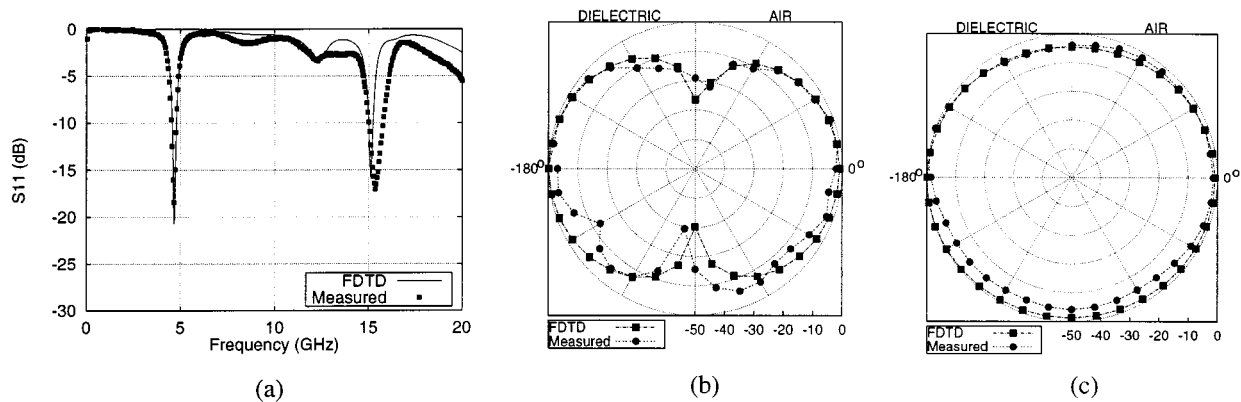 0
-5
-10
-15
-20
-25
-30
S11 (dB)
FDTD
Measured
0 5 10 15 20
Frequency (GHz)
(a)
DIELECTRIC AIR
-180° 0°
FDTD
Measured
-50 -40 -30 -20 -10 0
(b)
DIELECTRIC AIR
-180° 0°
FDTD
Measured
-50 -40 -30 -20 -10 0
(c)